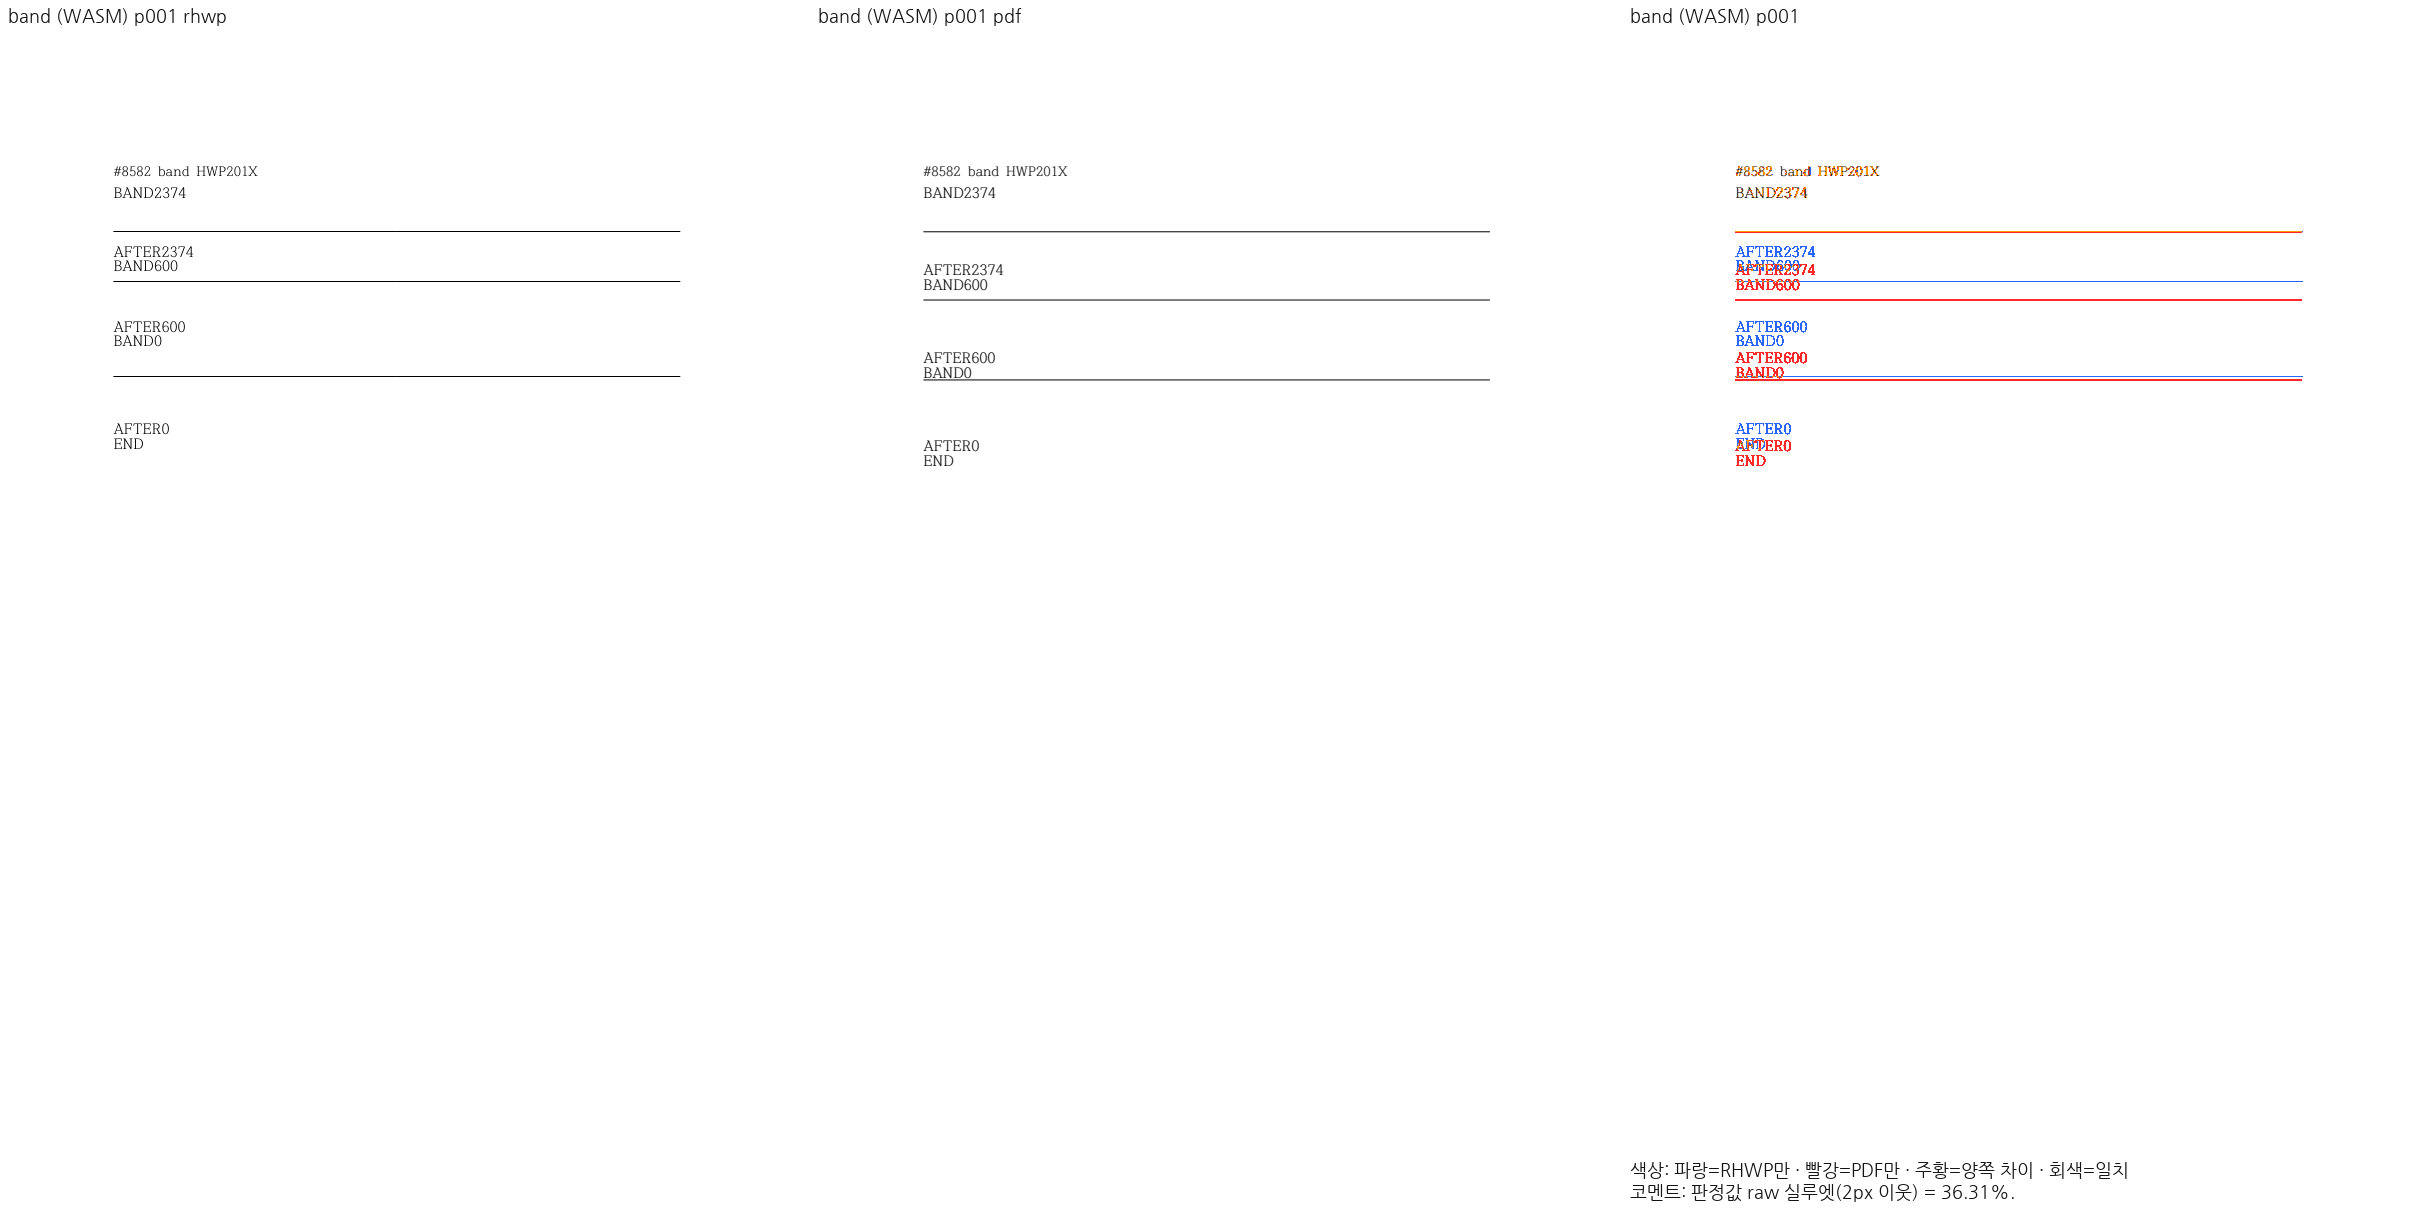 band (WASM) p001 rhwp
#8582 band HWP201X
BAND2374
AFTER2374
BAND600
AFTER600
BAND0
AFTER0
END
band (WASM) p001 pdf
#8582 band HWP201X
BAND2374
AFTER2374
BAND600
AFTER600
BAND0
AFTER0
END
band (WASM) p001
#8582 band HWP201X
BAND2374
AFTER2374
BAND600
AFTER2374
BAND600
AFTER600
BAND0
AFTER600
BAND0
AFTER0
END
AFTER0
END
색상: 파랑=RHWP만 · 빨강=PDF만 · 주황=양쪽 차이 · 회색=일치
코멘트: 판정값 raw 실루엣(2px 이웃) = 36.31%.